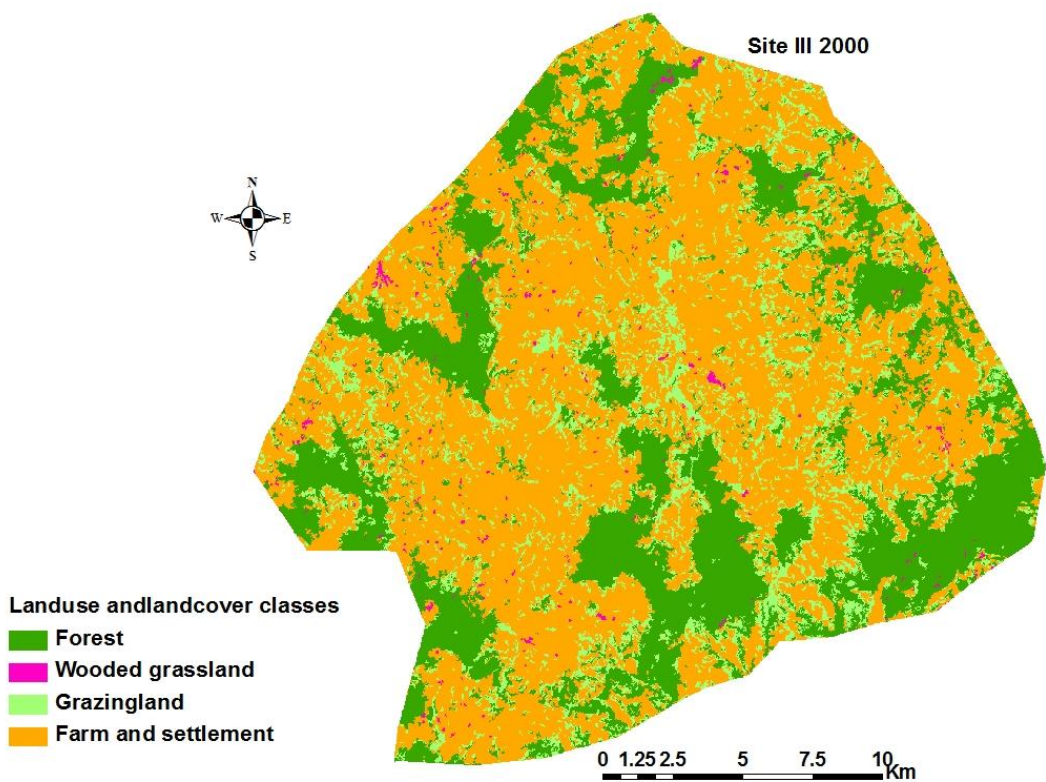 Site III 2000
N
W E
S
Landuse andlandcover classes
Forest
Wooded grassland
Grazingland
Farm and settlement
0 1.25 2.5 5 7.5 10
Km